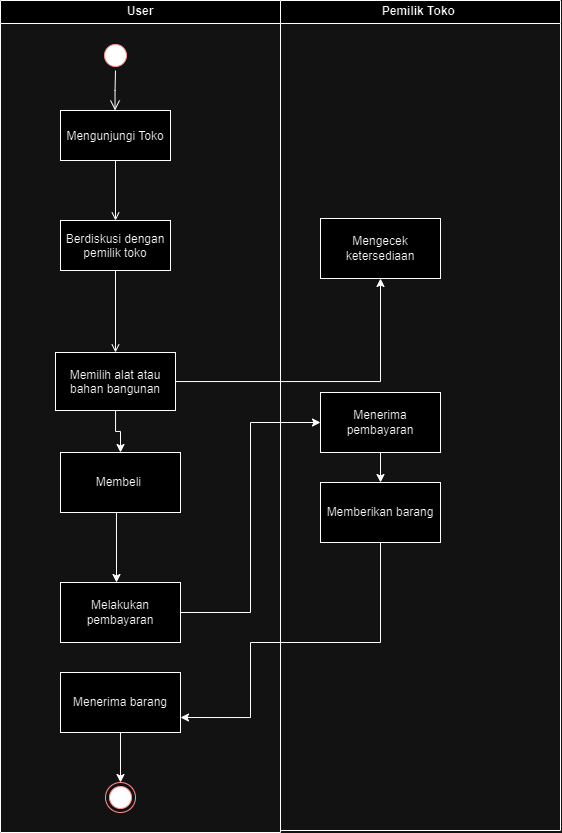 User
Pemilik Toko
Mengunjungi Toko
Berdiskusi dengan
pemilik toko
Mengecek
ketersediaan
Memilih alat atau
bahan bangunan
Menerima
pembayaran
Membeli
Memberikan barang
Melakukan
pembayaran
Menerima barang